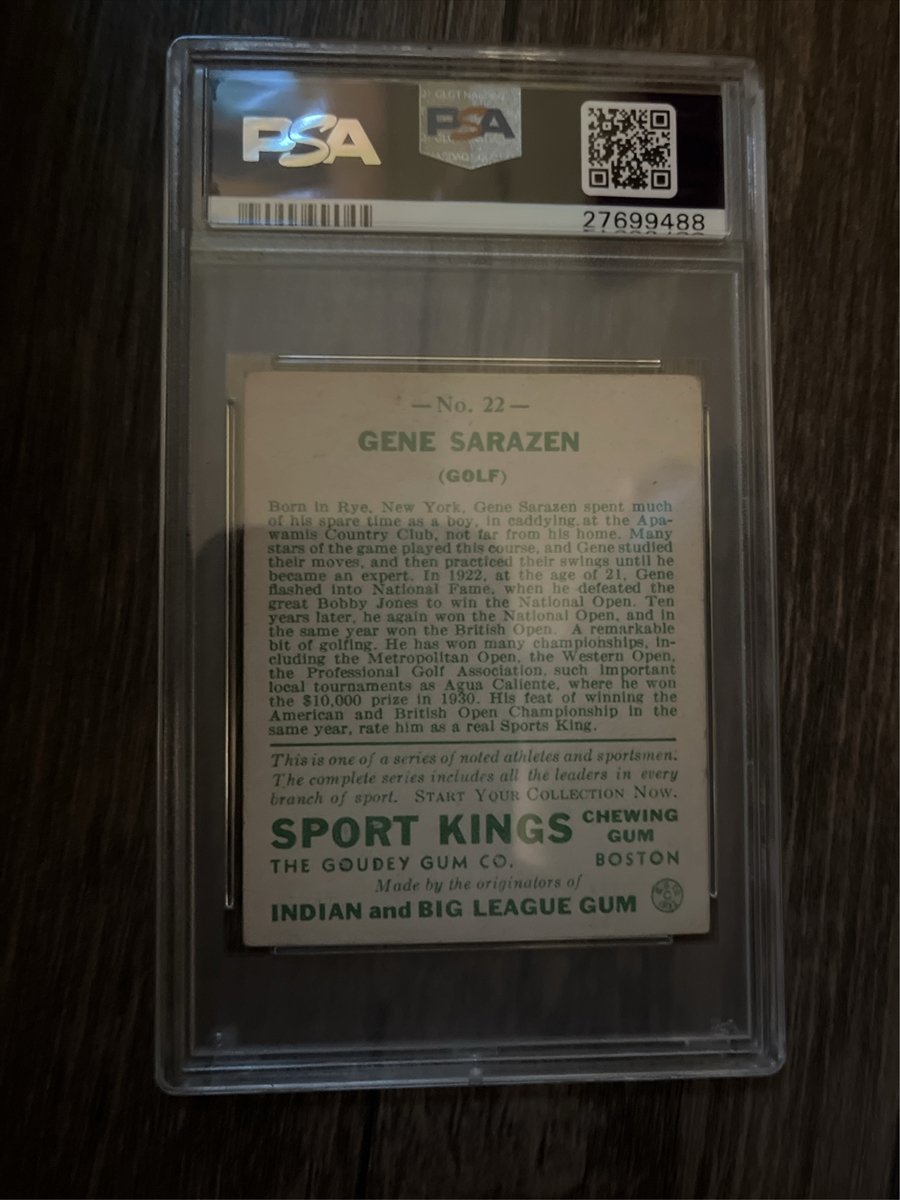 PSA
PSA
27699488
— No. 22 —
GENE SARAZEN
(GOLF)
Born in Rye, New York, Gene Sarazen spent much
of his spare time as a boy, in caddying at the Apa-
wamis Country Club, not far from his home. Many
stars of the game played this course, and Gene studied
their moves, and then practiced their swings until he
became an expert. In 1922, at the age of 21, Gene
flashed into National Fame, when he defeated the
great Bobby Jones to win the National Open. Ten
years later, he again won the National Open, and in
the same year won the British Open. A remarkable
bit of golfing. He has won many championships, in-
cluding the Metropolitan Open, the Western Open,
the Professional Golf Association, such important
local tournaments as Agua Caliente, where he won
the $10,000 prize in 1930. His feat of winning the
American and British Open Championship in the
same year, rate him as a real Sports King.
This is one of a series of noted athletes and sportsmen.
The complete series includes all the leaders in every
branch of sport. START YOUR COLLECTION NOW.
SPORT KINGS CHEWING GUM
THE GOUDEY GUM CO. BOSTON
Made by the originators of
INDIAN and BIG LEAGUE GUM